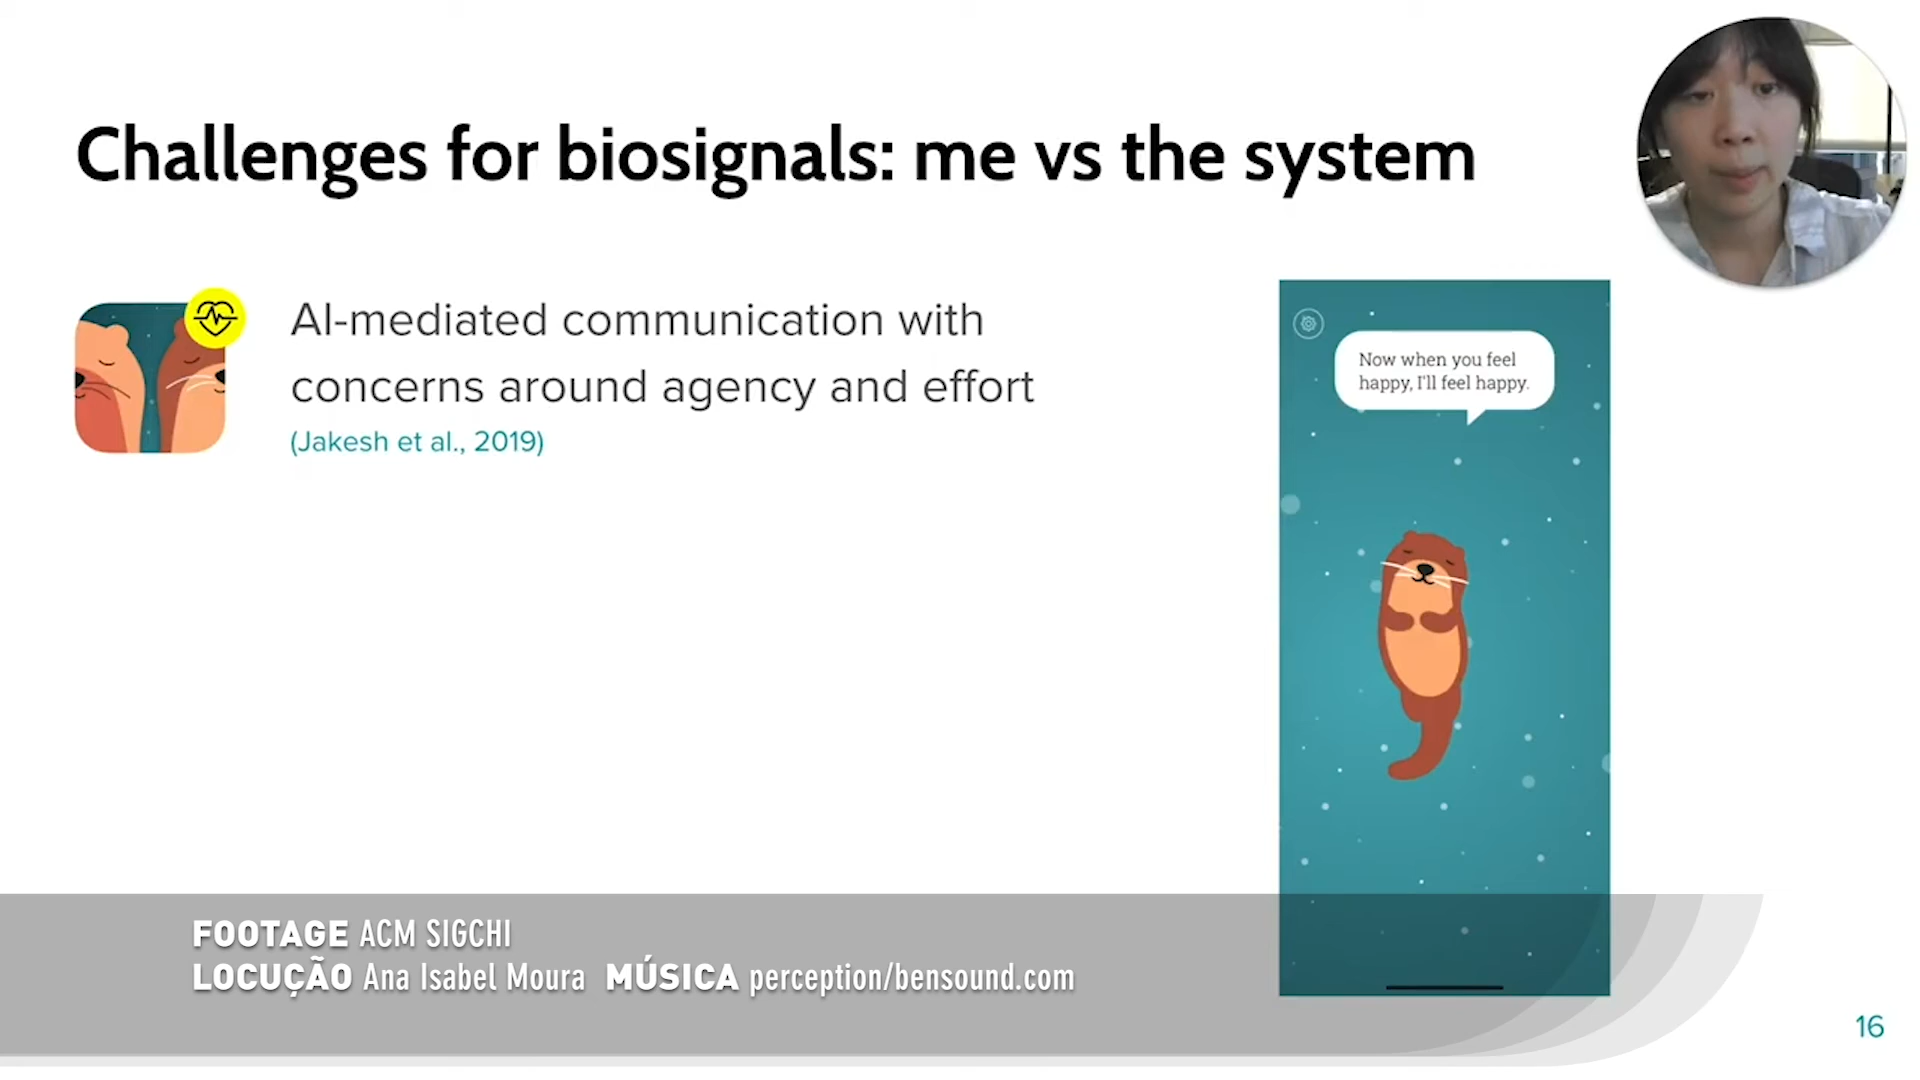 Challenges for biosignals: me vs the system
AI-mediated communication with
concerns around agency and effort
(Jakesh et al., 2019)
Now when you feel
happy, I'll feel happy.
FOOTAGE ACM SIGCHI
LOCUÇÃO Ana Isabel Moura MÚSICA perception/bensound.com
16